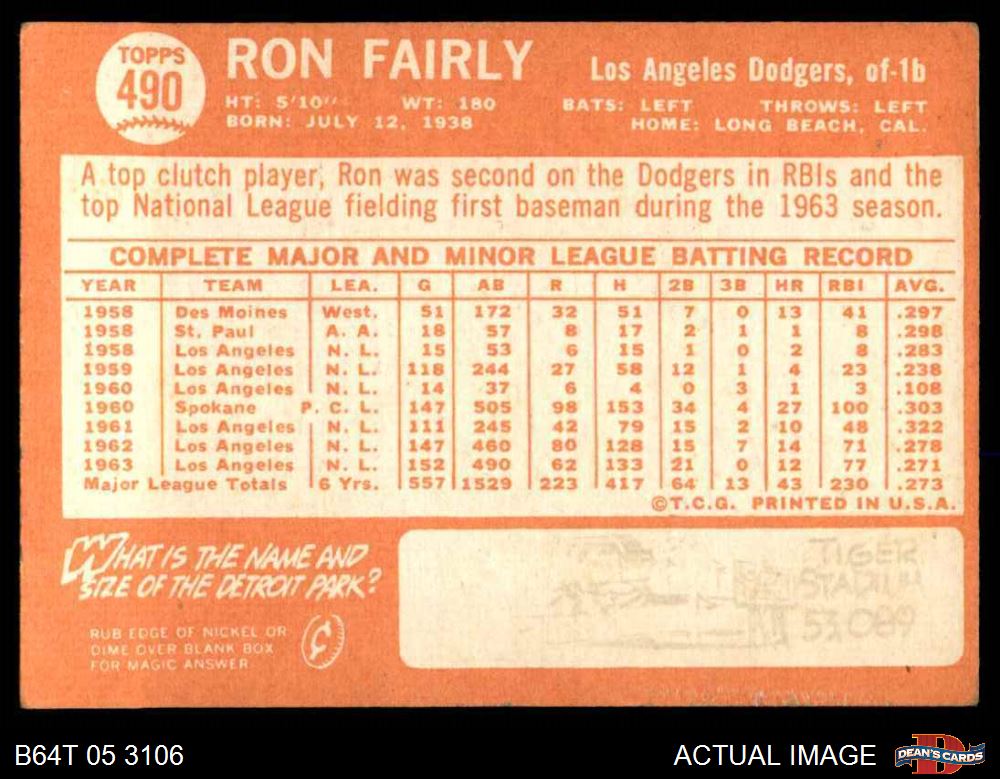 TOPPS
490
RON FAIRLY
Los Angeles Dodgers, of-1b
HT: 5'10" WT: 180 BATS: LEFT THROWS: LEFT
BORN: JULY 12, 1938 HOME: LONG BEACH, CAL.
A top clutch player, Ron was second on the Dodgers in RBIs and the
top National League fielding first baseman during the 1963 season.
COMPLETE MAJOR AND MINOR LEAGUE BATTING RECORD
YEAR TEAM LEA. G AB R H 2B 3B HR RBI AVG.
1958 Des Moines West. 51 172 32 51 7 0 13 41 .297
1958 St. Paul A. A. 18 57 8 17 2 1 1 8 .298
1958 Los Angeles N. L. 15 53 6 15 1 0 2 8 .283
1959 Los Angeles N. L. 118 244 27 58 12 1 4 23 .238
1960 Los Angeles N. L. 14 37 6 4 0 3 1 3 .108
1960 Spokane P. C. L. 147 505 98 153 34 4 27 100 .303
1961 Los Angeles N. L. 111 245 42 79 15 2 10 48 .322
1962 Los Angeles N. L. 147 460 80 128 15 7 14 71 .278
1963 Los Angeles N. L. 152 490 62 133 21 0 12 77 .271
Major League Totals 6 Yrs. 557 1529 223 417 64 13 43 230 .273
©T.C.G. PRINTED IN U.S.A.
WHAT IS THE NAME AND
SIZE OF THE DETROIT PARK?
RUB EDGE OF NICKEL OR
DIME OVER BLANK BOX
FOR MAGIC ANSWER
TIGER
STADIUM
53,089
B64T 05 3106
ACTUAL IMAGE
DEAN'S CARDS